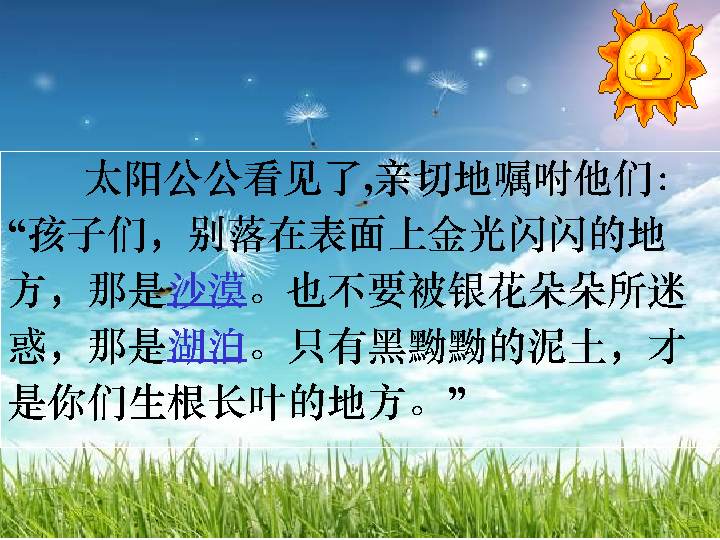 太阳公公看见了,亲切地嘱咐他们:
“孩子们，别落在表面上金光闪闪的地
方，那是沙漠。也不要被银花朵朵所迷
惑，那是湖泊。只有黑黝黝的泥土，才
是你们生根长叶的地方。”